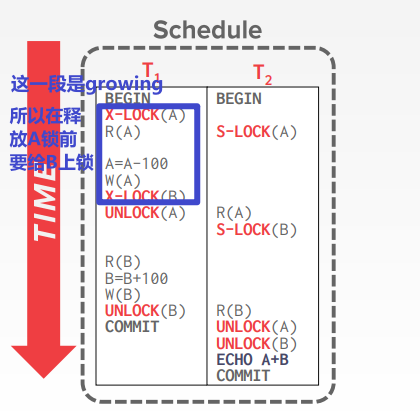 Schedule
T1 T2
这一段是growing
所以在释
放A锁前
要给B上锁
TIME
BEGIN BEGIN
X-LOCK(A)
R(A) S-LOCK(A)
A=A-100
W(A)
X-LOCK(B)
UNLOCK(A) R(A)
S-LOCK(B)
R(B)
B=B+100
W(B)
UNLOCK(B) R(B)
COMMIT UNLOCK(A)
UNLOCK(B)
ECHO A+B
COMMIT